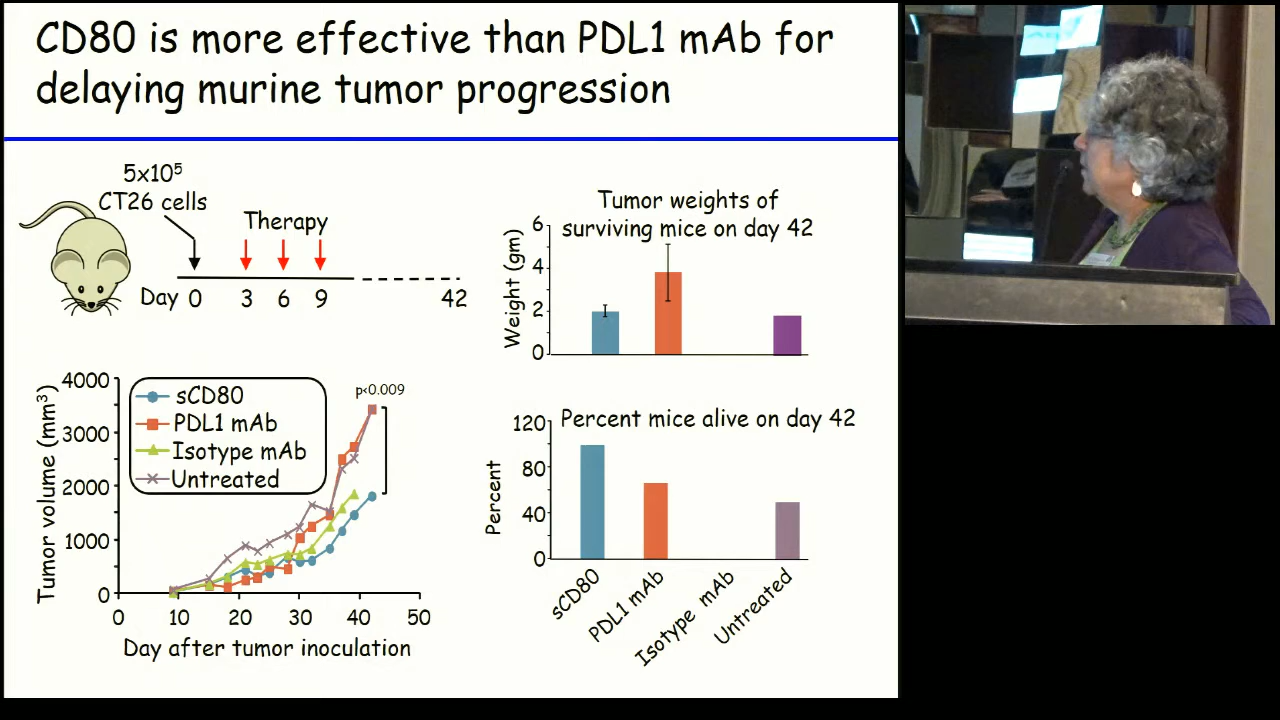 CD80 is more effective than PDL1 mAb for
delaying murine tumor progression
5x10⁵
CT26 cells
Therapy
Day 0 3 6 9 42
Tumor volume (mm³)
4000
3000
2000
1000
0
sCD80
PDL1 mAb
Isotype mAb
Untreated
p<0.009
0 10 20 30 40 50
Day after tumor inoculation
Tumor weights of
surviving mice on day 42
Weight (gm)
6
4
2
0
Percent mice alive on day 42
Percent
120
80
40
0
sCD80
PDL1 mAb
Isotype mAb
Untreated